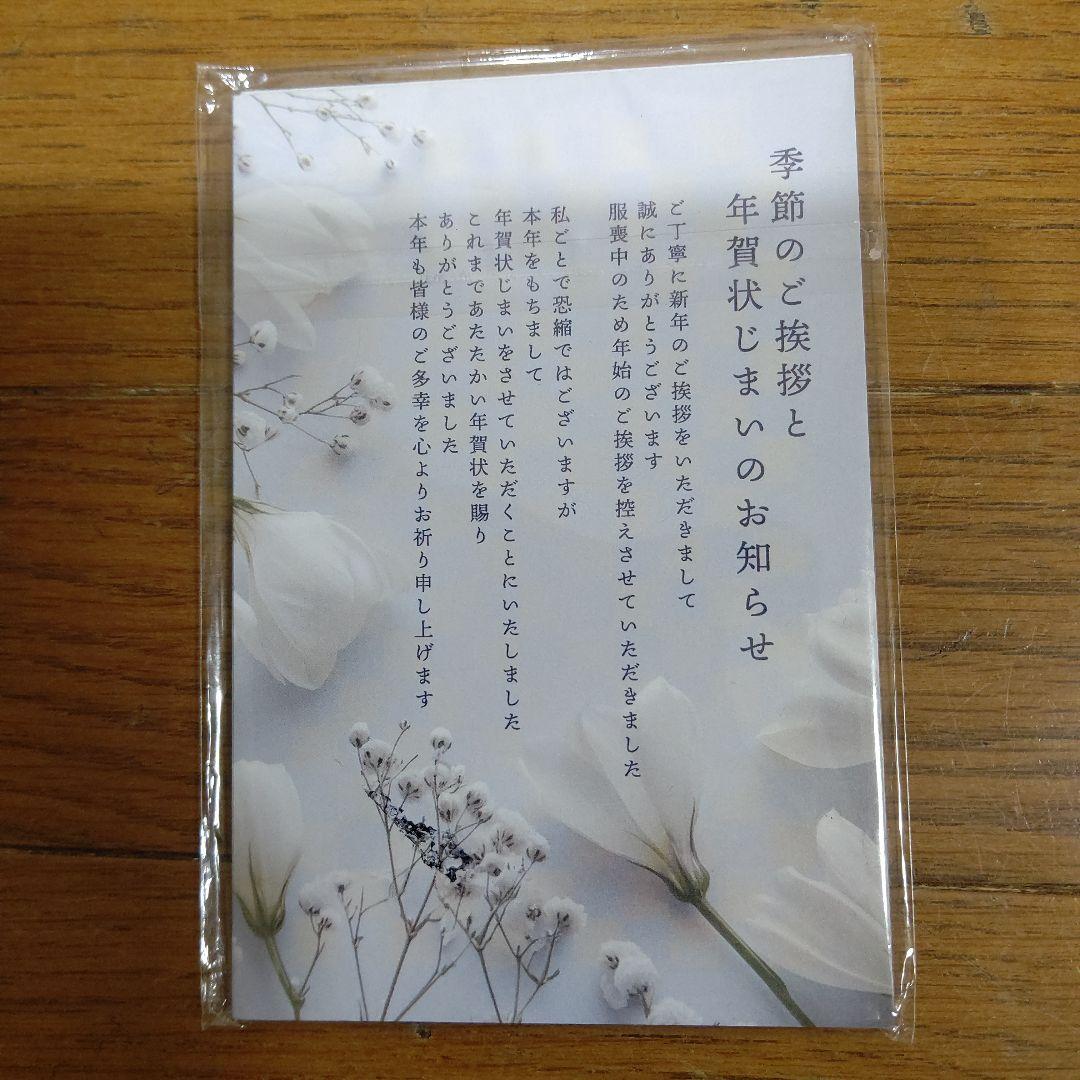 季節のご挨拶と
年賀状じまいのお知らせ
ご丁寧に新年のご挨拶をいただきまして
誠にありがとうございます
服喪中のため年始のご挨拶を控えさせていただきました
私ごとで恐縮ではございますが
本年をもちまして
年賀状じまいをさせていただくことにいたしました
これまであたたかい年賀状を賜り
ありがとうございました
本年も皆様のご多幸を心よりお祈り申し上げます